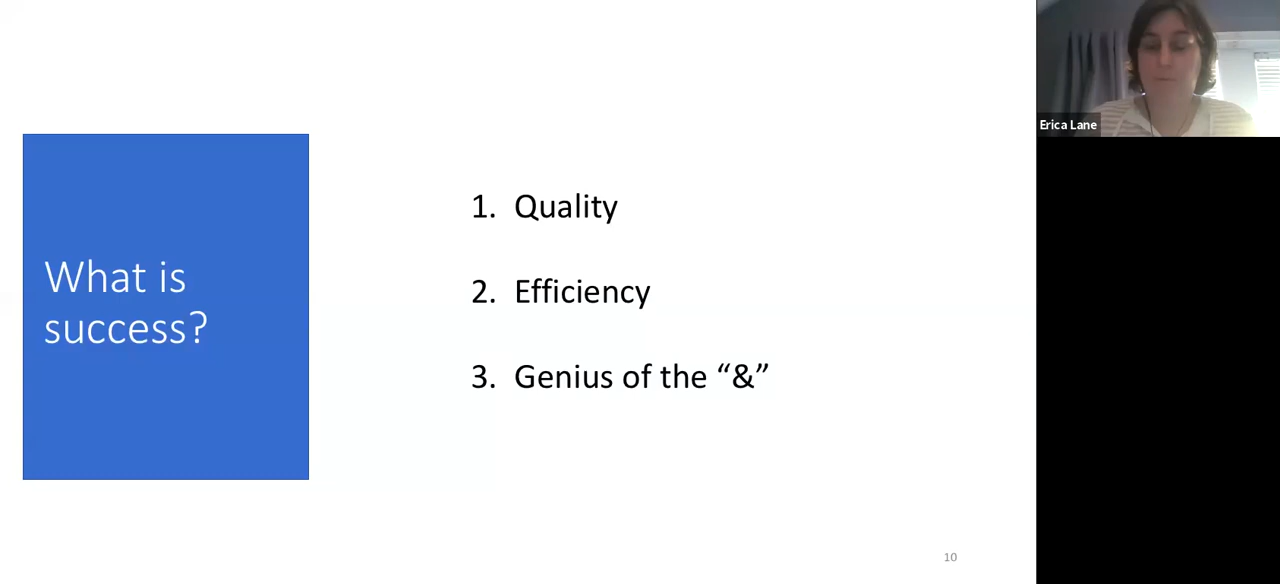 What is
success?
1. Quality
2. Efficiency
3. Genius of the “&”
10
Erica Lane